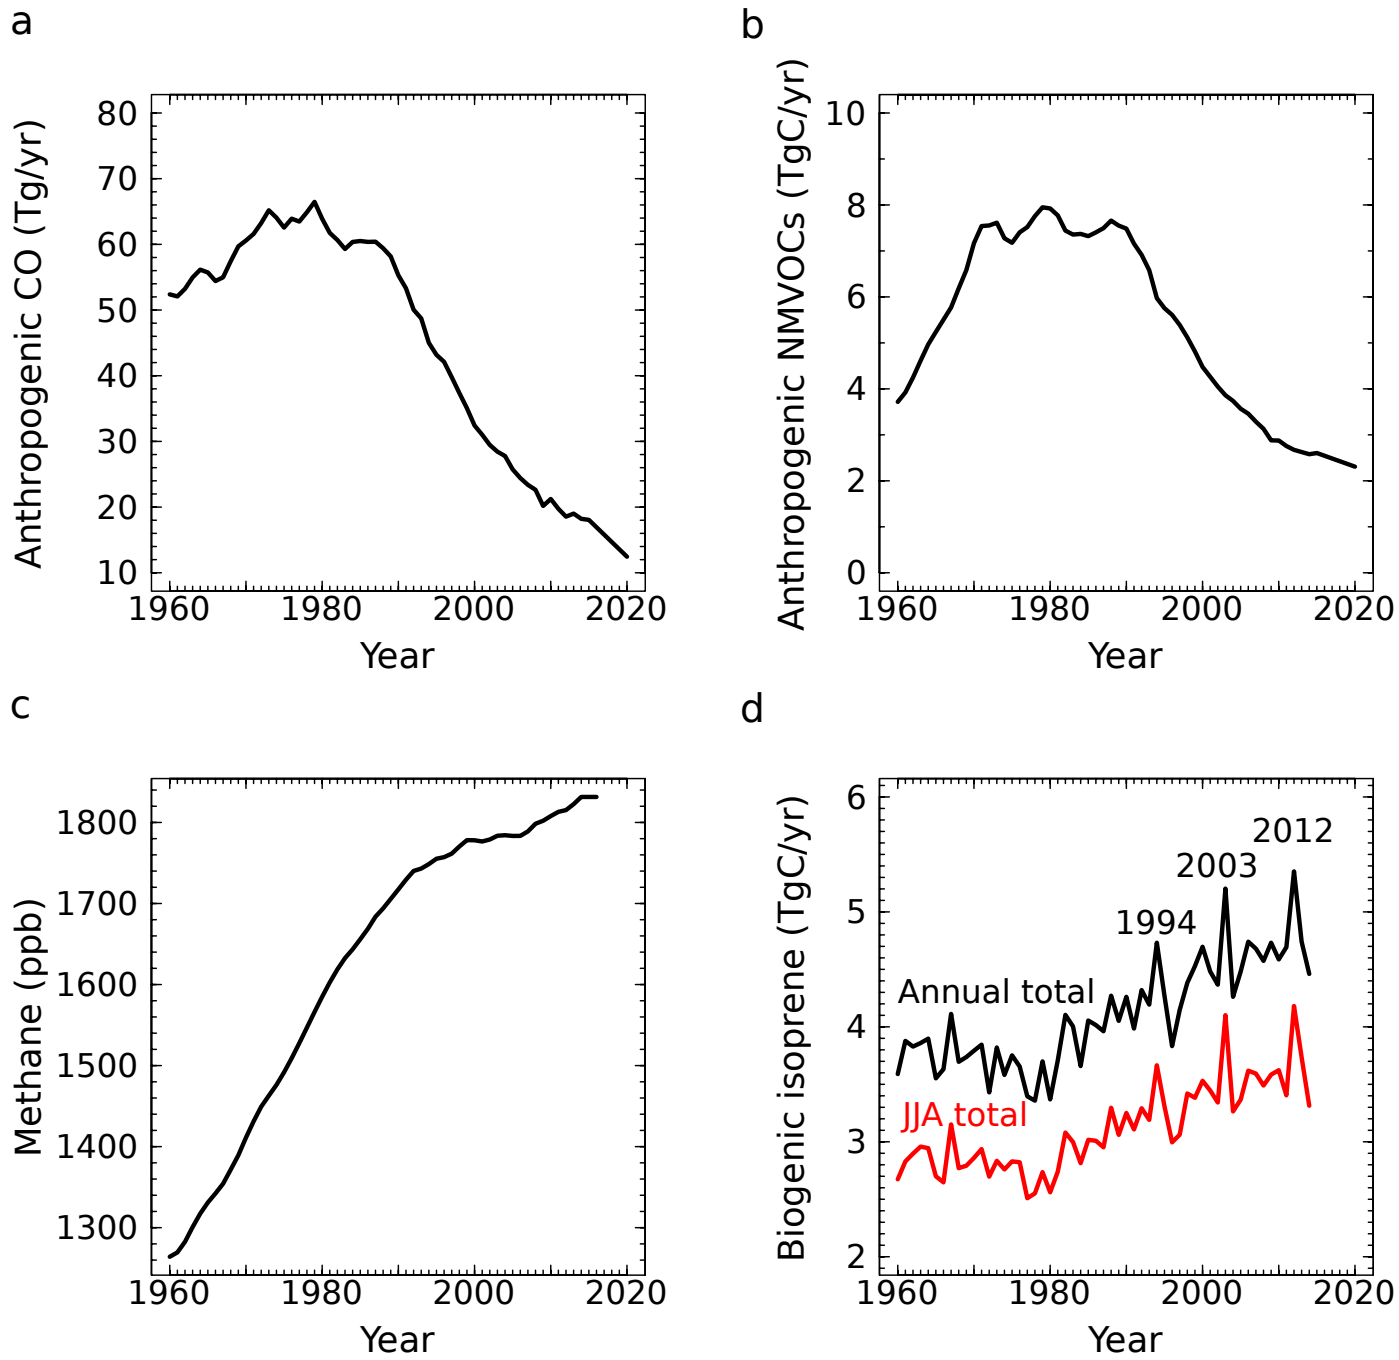 a
Anthropogenic CO (Tg/yr)
80
70
60
50
40
30
20
10
1960 1980 2000 2020
Year
b
Anthropogenic NMVOCs (TgC/yr)
10
8
6
4
2
0
1960 1980 2000 2020
Year
c
Methane (ppb)
1800
1700
1600
1500
1400
1300
1960 1980 2000 2020
Year
d
Biogenic isoprene (TgC/yr)
6
5
4
3
2
2012
2003
1994
Annual total
JJA total
1960 1980 2000 2020
Year